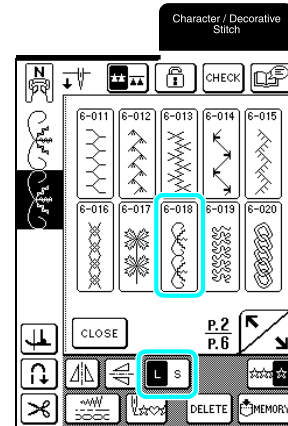 Character / Decorative
Stitch
N
CHECK
6-011 6-012 6-013 6-014 6-015
6-016 6-017 6-018 6-019 6-020
CLOSE
P.2
P.6
L S
DELETE
MEMORY